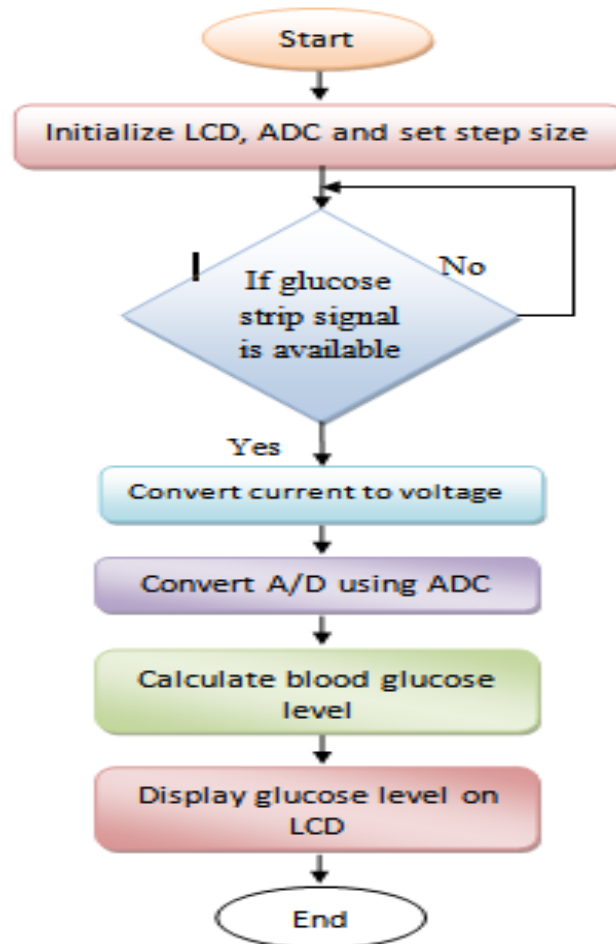 Start
Initialize LCD, ADC and set step size
If glucose
strip signal
is available
No
Yes
Convert current to voltage
Convert A/D using ADC
Calculate blood glucose
level
Display glucose level on
LCD
End